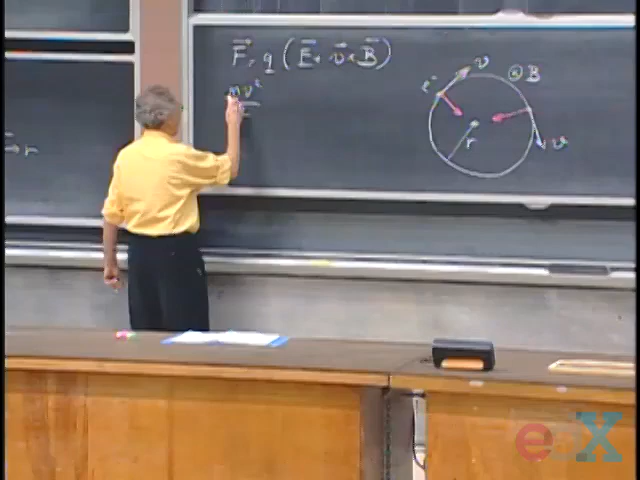 F = q (E + v × B)
mv²
v
B
r
v
→ r
edX